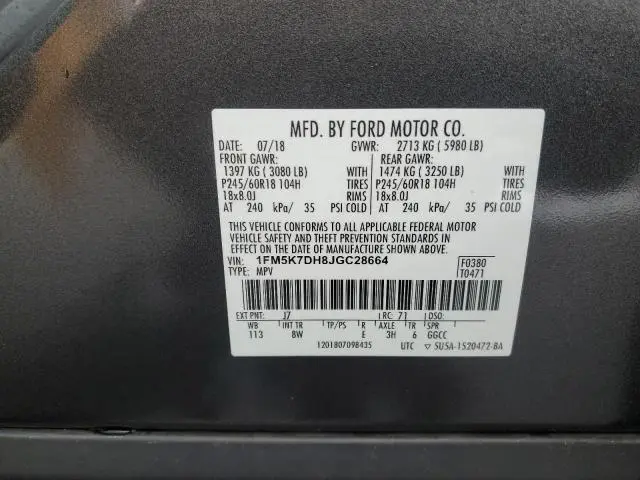 MFD. BY FORD MOTOR CO.
DATE: 07/18 GVWR: 2713 KG ( 5980 LB)
FRONT GAWR: REAR GAWR:
1397 KG ( 3080 LB) WITH 1474 KG ( 3250 LB) WITH
P245/60R18 104H TIRES P245/60R18 104H TIRES
18x8.0J RIMS 18x8.0J RIMS
AT 240 kPa/ 35 PSI COLD AT 240 kPa/ 35 PSI COLD
THIS VEHICLE CONFORMS TO ALL APPLICABLE FEDERAL MOTOR
VEHICLE SAFETY AND THEFT PREVENTION STANDARDS IN
EFFECT ON THE DATE OF MANUFACTURE SHOWN ABOVE.
VIN: 1FM5K7DH8JGC28664 F0380
TYPE: MPV T0471
EXT PNT: J7 RC: 71 DSO:
WB INT TR TP/PS R AXLE TR SPR
113 8W E 3H 6 GGCC
1201807098435 UTC ▽ 5U5A-1520472-BA